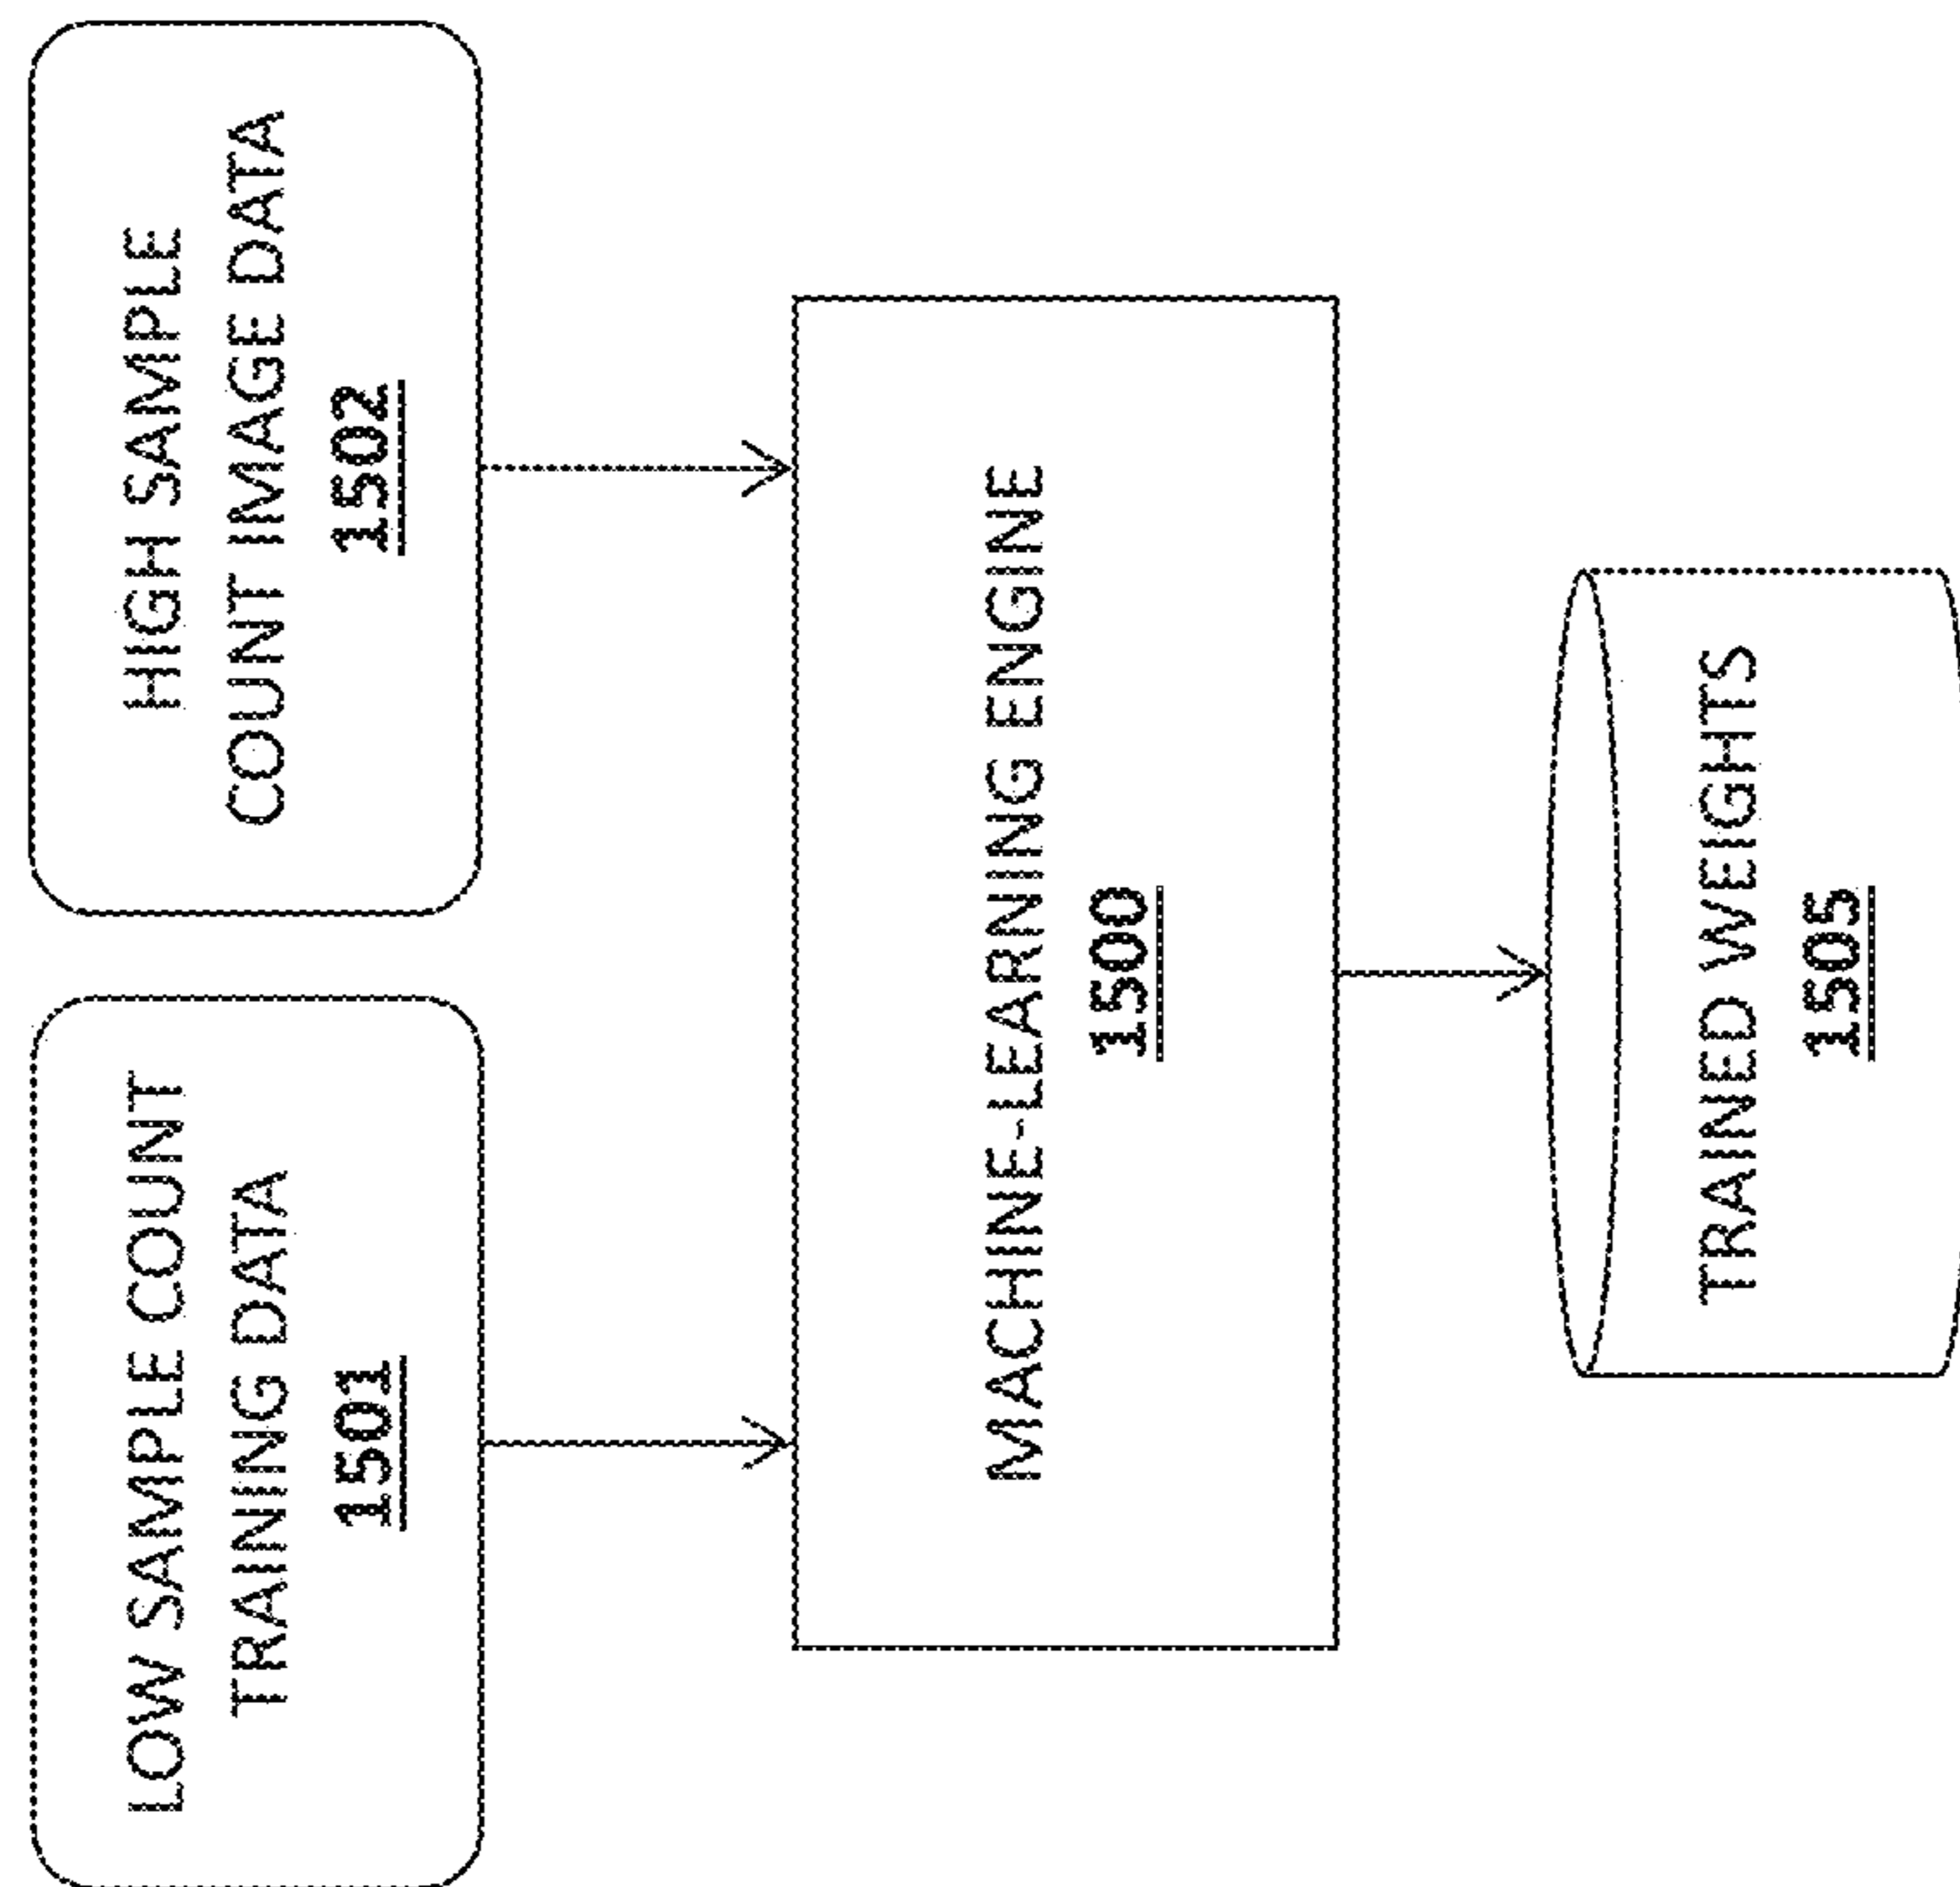 LOW SAMPLE COUNT
TRAINING DATA
1501
HIGH SAMPLE
COUNT IMAGE DATA
1502
MACHINE-LEARNING ENGINE
1500
TRAINED WEIGHTS
1505